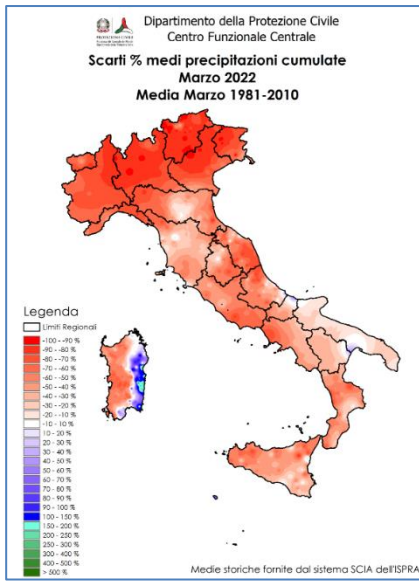 Dipartimento della Protezione Civile
Centro Funzionale Centrale
Scarti % medi precipitazioni cumulate
Marzo 2022
Media Marzo 1981-2010
Legenda
Limiti Regionali
-100 - -90 %
-90 - -80 %
-80 - -70 %
-70 - -60 %
-60 - -50 %
-50 - -40 %
-40 - -30 %
-30 - -20 %
-20 - -10 %
-10 - 10 %
10 - 20 %
20 - 30 %
30 - 40 %
40 - 50 %
50 - 60 %
60 - 70 %
70 - 80 %
80 - 90 %
90 - 100 %
100 - 150 %
150 - 200 %
200 - 250 %
250 - 300 %
300 - 400 %
400 - 500 %
> 500 %
Medie storiche fornite dal sistema SCIA dell'ISPRA